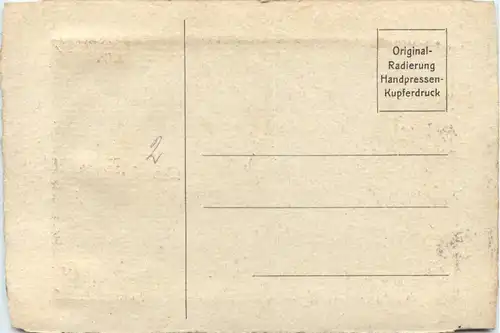 Original-
Radierung
Handpressen-
Kupferdruck
2